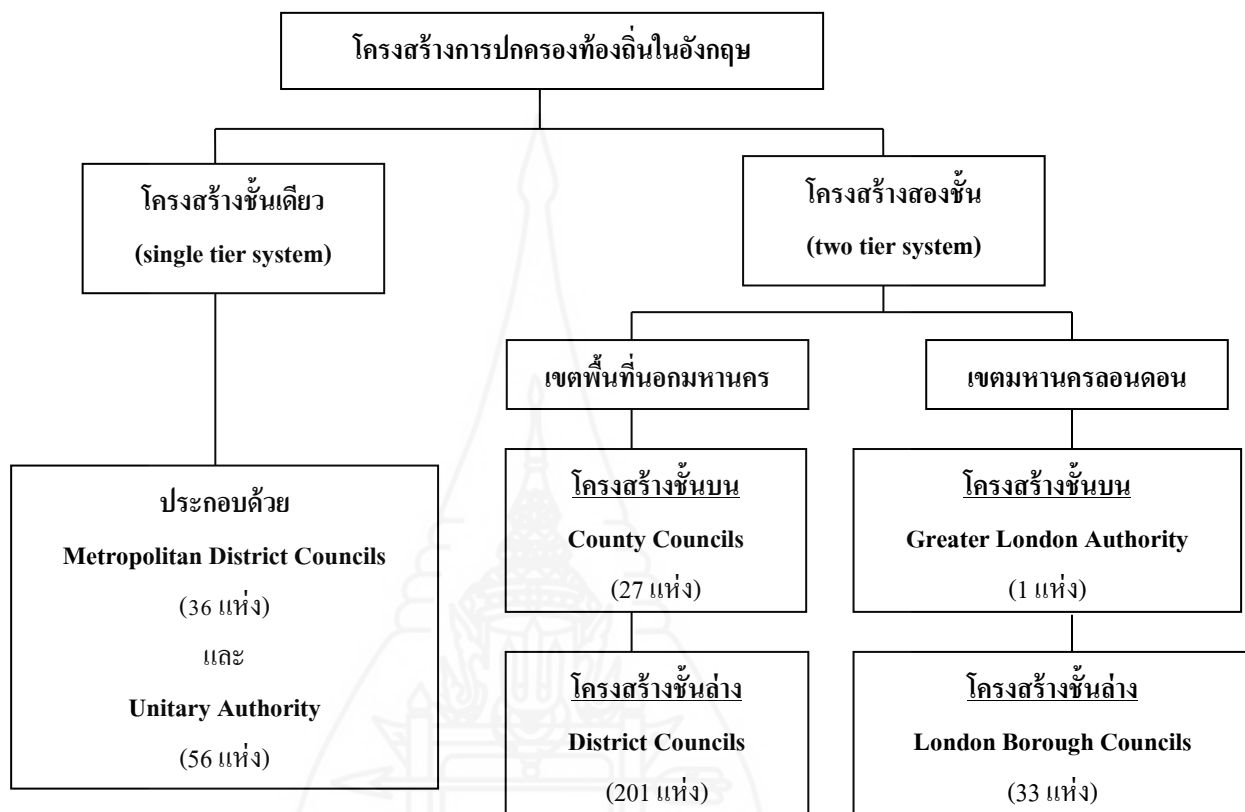 โครงสร้างการปกครองท้องถิ่นในอังกฤษ
โครงสร้างชั้นเดียว
(single tier system)
โครงสร้างสองชั้น
(two tier system)
เขตพื้นที่นอกมหานคร
เขตมหานครลอนดอน
ประกอบด้วย
Metropolitan District Councils
(36 แห่ง)
และ
Unitary Authority
(56 แห่ง)
โครงสร้างชั้นบน
County Councils
(27 แห่ง)
โครงสร้างชั้นบน
Greater London Authority
(1 แห่ง)
โครงสร้างชั้นล่าง
District Councils
(201 แห่ง)
โครงสร้างชั้นล่าง
London Borough Councils
(33 แห่ง)